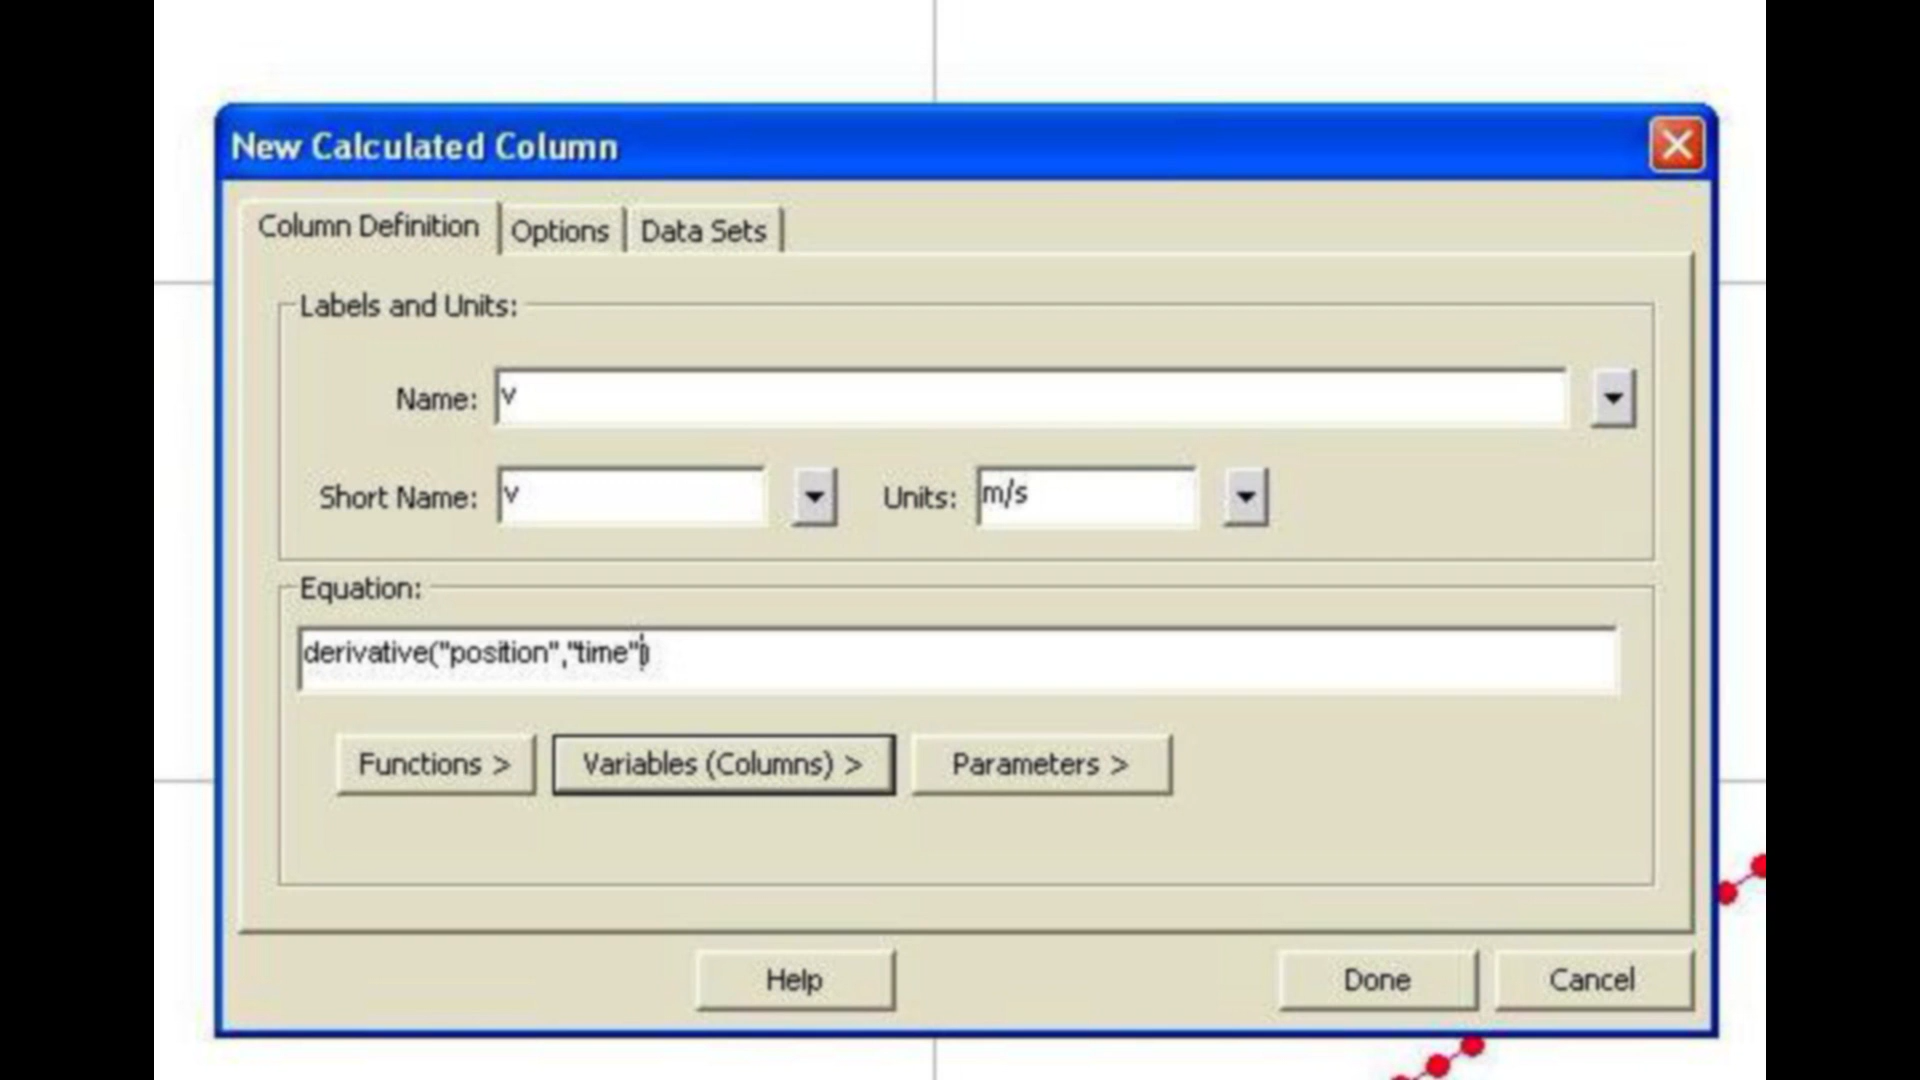 New Calculated Column
Column Definition
Options
Data Sets
Labels and Units:
Name: v
Short Name: v
Units: m/s
Equation:
derivative("position","time")
Functions >
Variables (Columns) >
Parameters >
Help
Done
Cancel